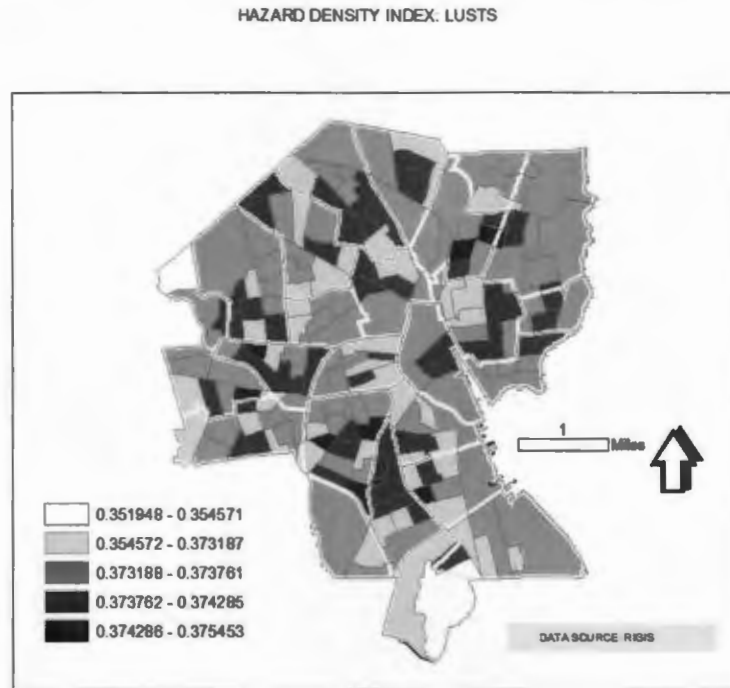 HAZARD DENSITY INDEX: LUSTS
1
Miles
0.351948 - 0.354571
0.354572 - 0.373187
0.373188 - 0.373761
0.373762 - 0.374285
0.374286 - 0.375453
DATA SOURCE RIGIS